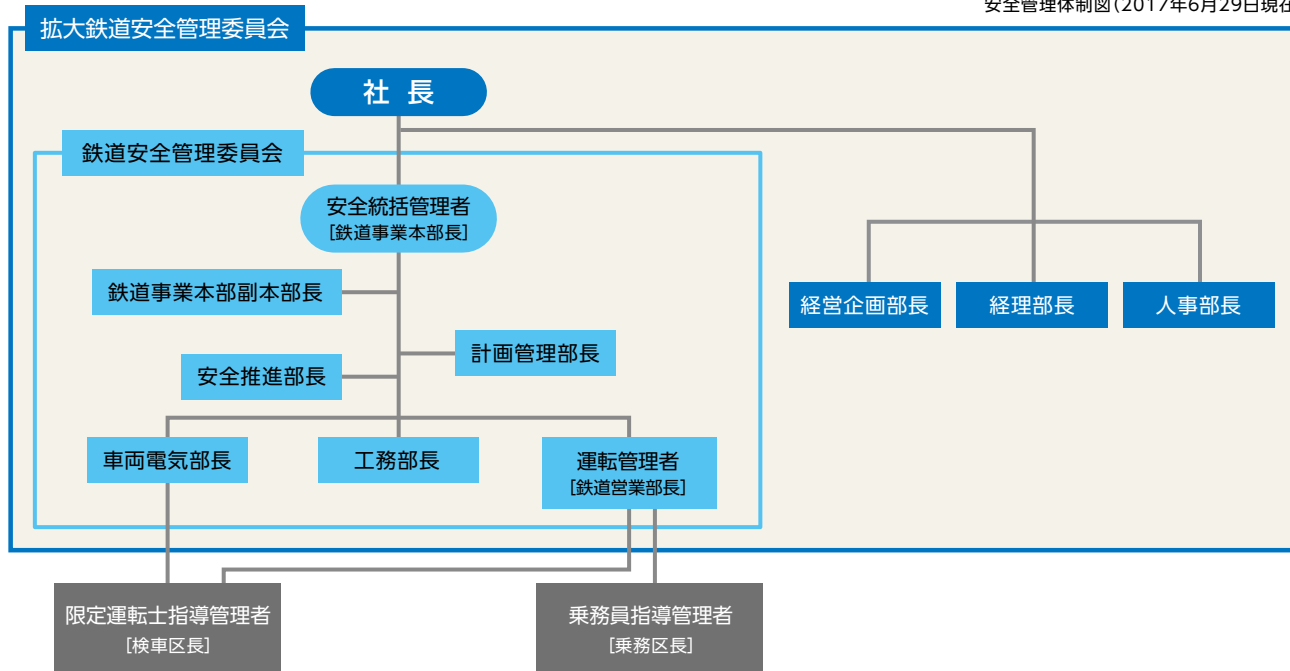 安全管理体制図（2017年6月29日現在
拡大鉄道安全管理委員会
社 長
鉄道安全管理委員会
安全統括管理者
［鉄道事業本部長］
鉄道事業本部副本部長
経営企画部長
経理部長
人事部長
計画管理部長
安全推進部長
車両電気部長
工務部長
運転管理者
［鉄道営業部長］
限定運転士指導管理者
［検車区長］
乗務員指導管理者
［乗務区長］